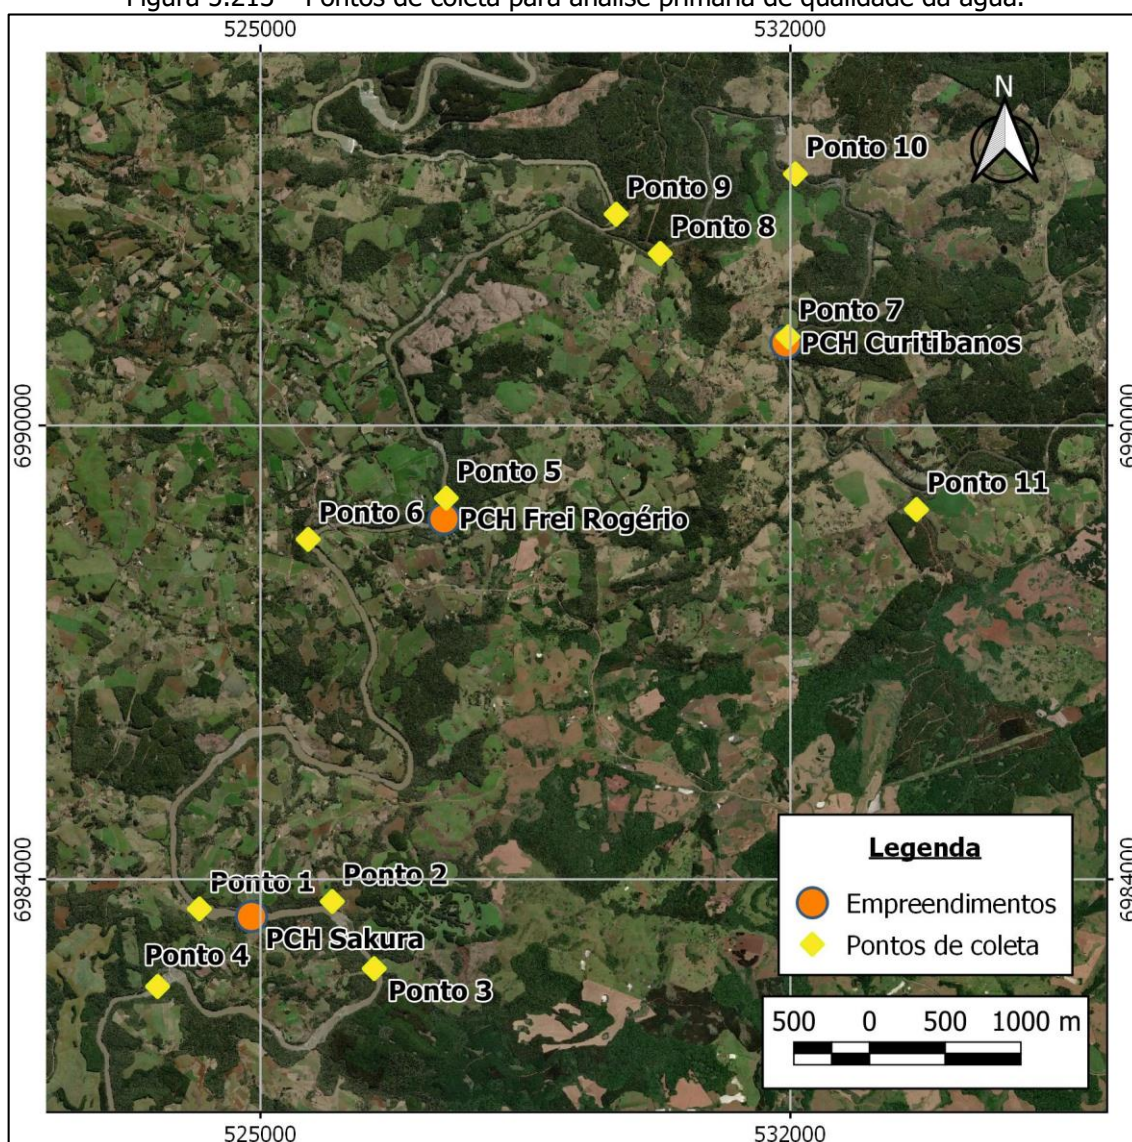 Figura 5.215 – Pontos de coleta para análise primária de qualidade da água.
525000 532000
N
Ponto 10
Ponto 9
Ponto 8
Ponto 7
PCH Curitibanos
6990000 6990000
Ponto 5
Ponto 11
Ponto 6
PCH Frei Rogério
Legenda
Ponto 2
Ponto 1
6984000 6984000
Empreendimentos
PCH Sakura
Pontos de coleta
Ponto 4
Ponto 3
500 0 500 1000 m
525000 532000